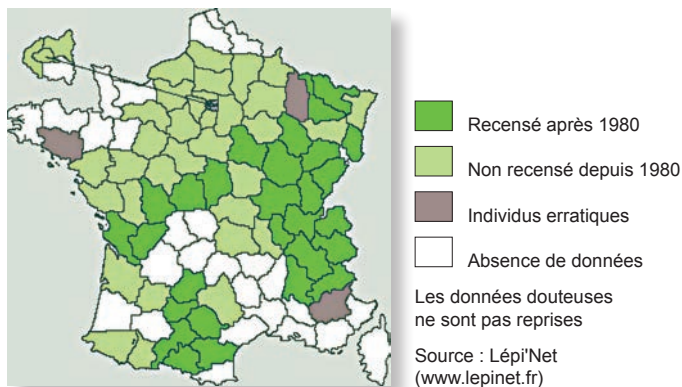 Recensé après 1980
Non recensé depuis 1980
Individus erratiques
Absence de données
Les données douteuses
ne sont pas reprises
Source : Lépi'Net
(www.lepinet.fr)